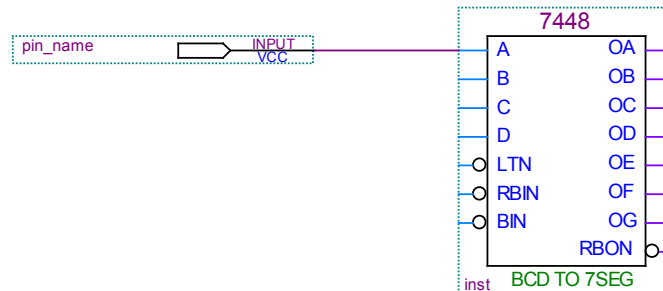 7448
pin_name
INPUT
VCC
A OA
B OB
C OC
D OD
LTN OE
RBIN OF
BIN OG
RBON
inst BCD TO 7SEG